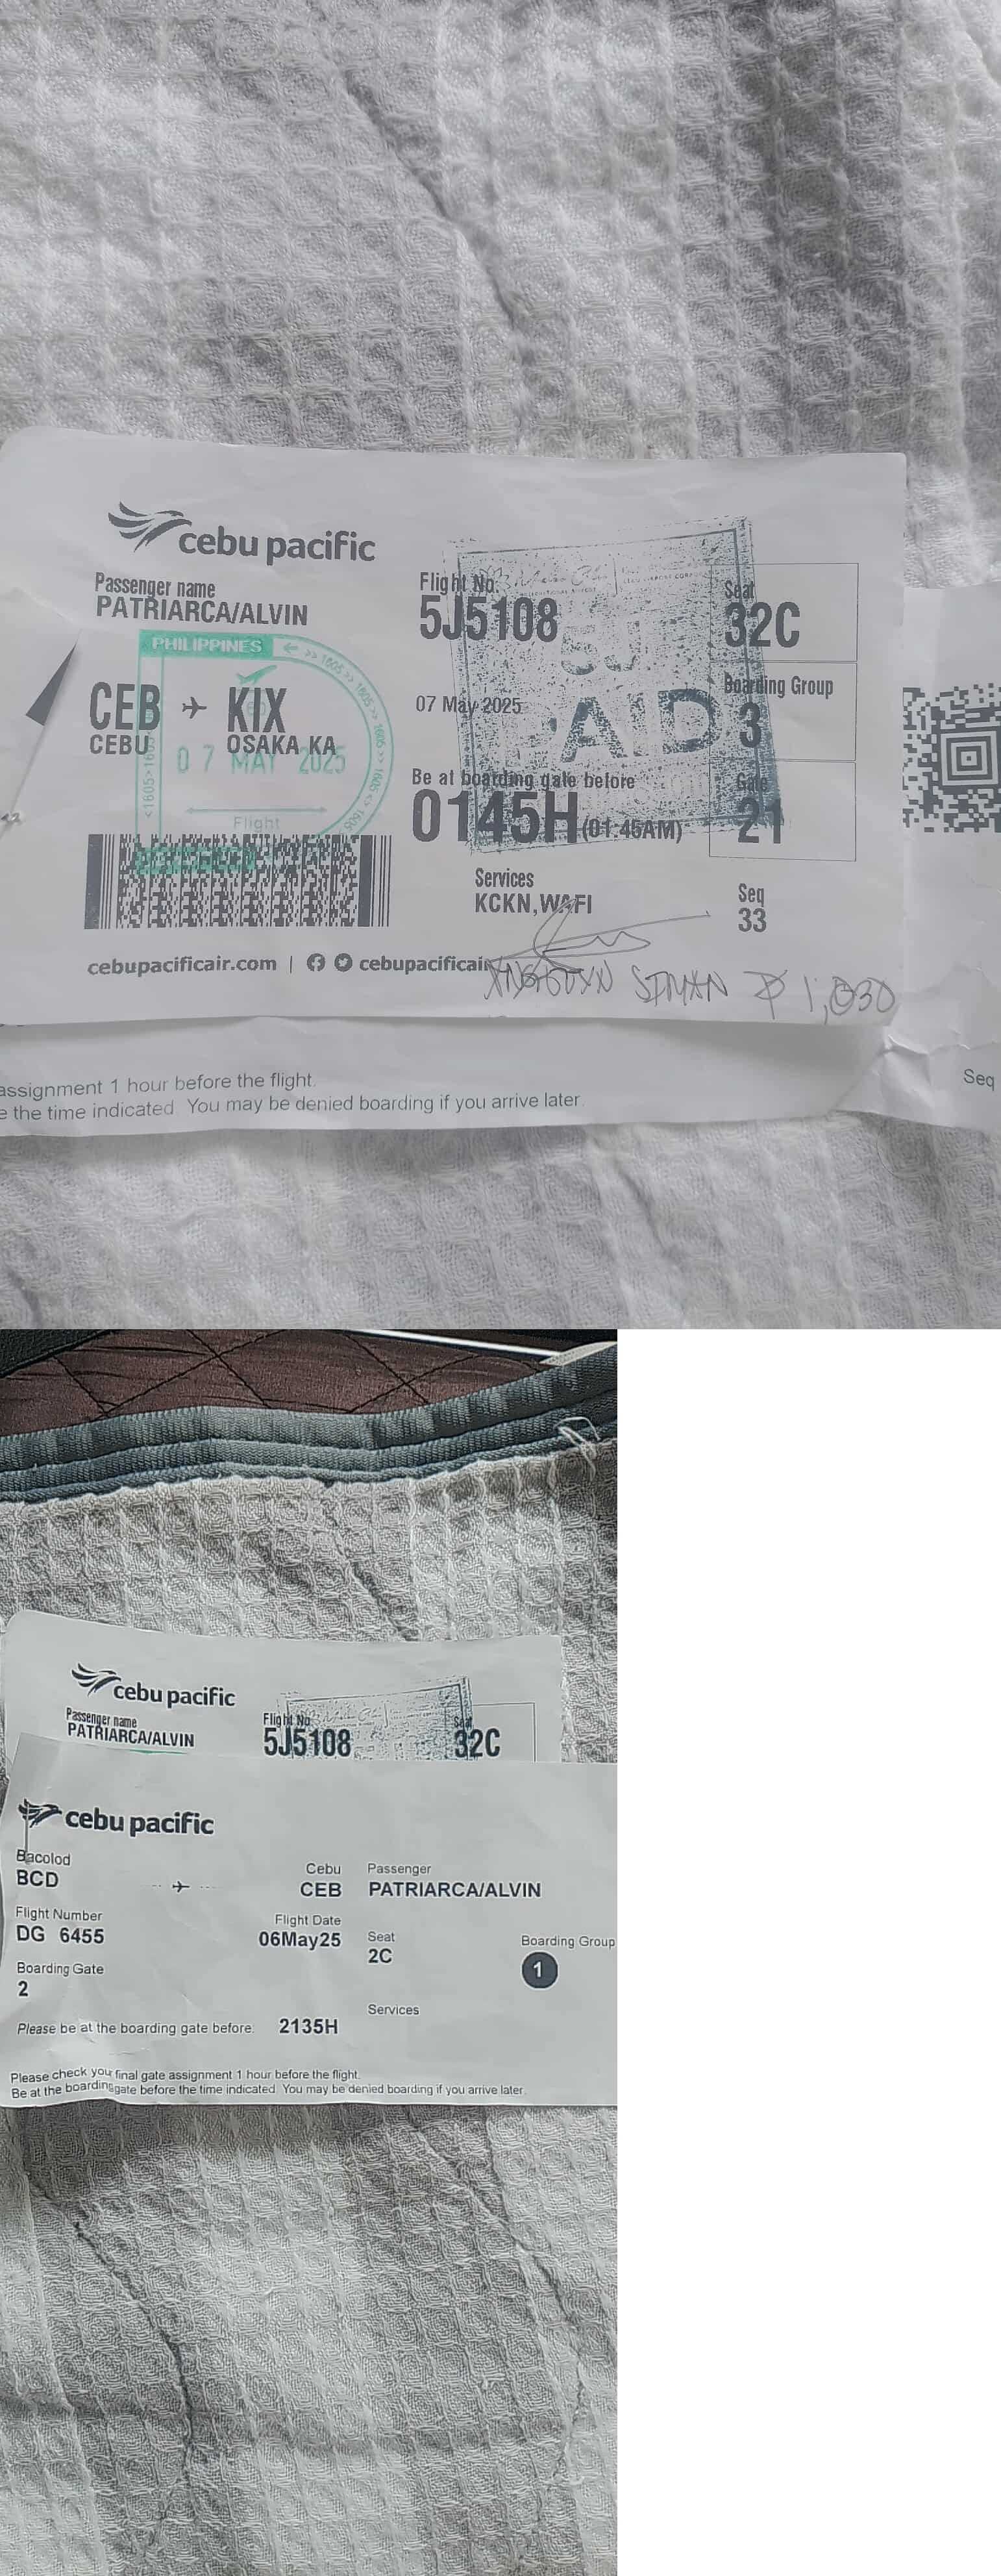 cebu pacific
Passenger name
PATRIARCA/ALVIN
CEB KIX
CEBU OSAKA KA
PHILIPPINES
07 MAY 2025
Flight
Flight No.
5J5108
07 May 2025
Be at boarding gate before
0145H(01:45AM)
Services
KCKN,WAFI
Seat
32C
Boarding Group
3
Gate
21
Seq
33
PAID
cebupacificair.com | cebupacificair
1,030
assignment 1 hour before the flight.
e the time indicated. You may be denied boarding if you arrive later.
Seq
cebu pacific
Passenger name
PATRIARCA/ALVIN
Flight No.
5J5108
Seat
32C
cebu pacific
Bacolod
BCD
Cebu
CEB
Passenger
PATRIARCA/ALVIN
Flight Number
DG 6455
Flight Date
06May25
Seat
2C
Boarding Group
1
Boarding Gate
2
Services
Please be at the boarding gate before. 2135H
Please check your final gate assignment 1 hour before the flight.
Be at the boarding gate before the time indicated. You may be denied boarding if you arrive later.